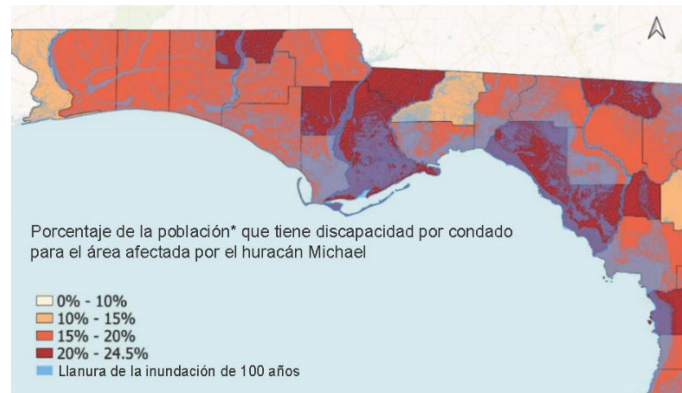 Porcentaje de la población* que tiene discapacidad por condado
para el área afectada por el huracán Michael
0% - 10%
10% - 15%
15% - 20%
20% - 24.5%
Llanura de la inundación de 100 años